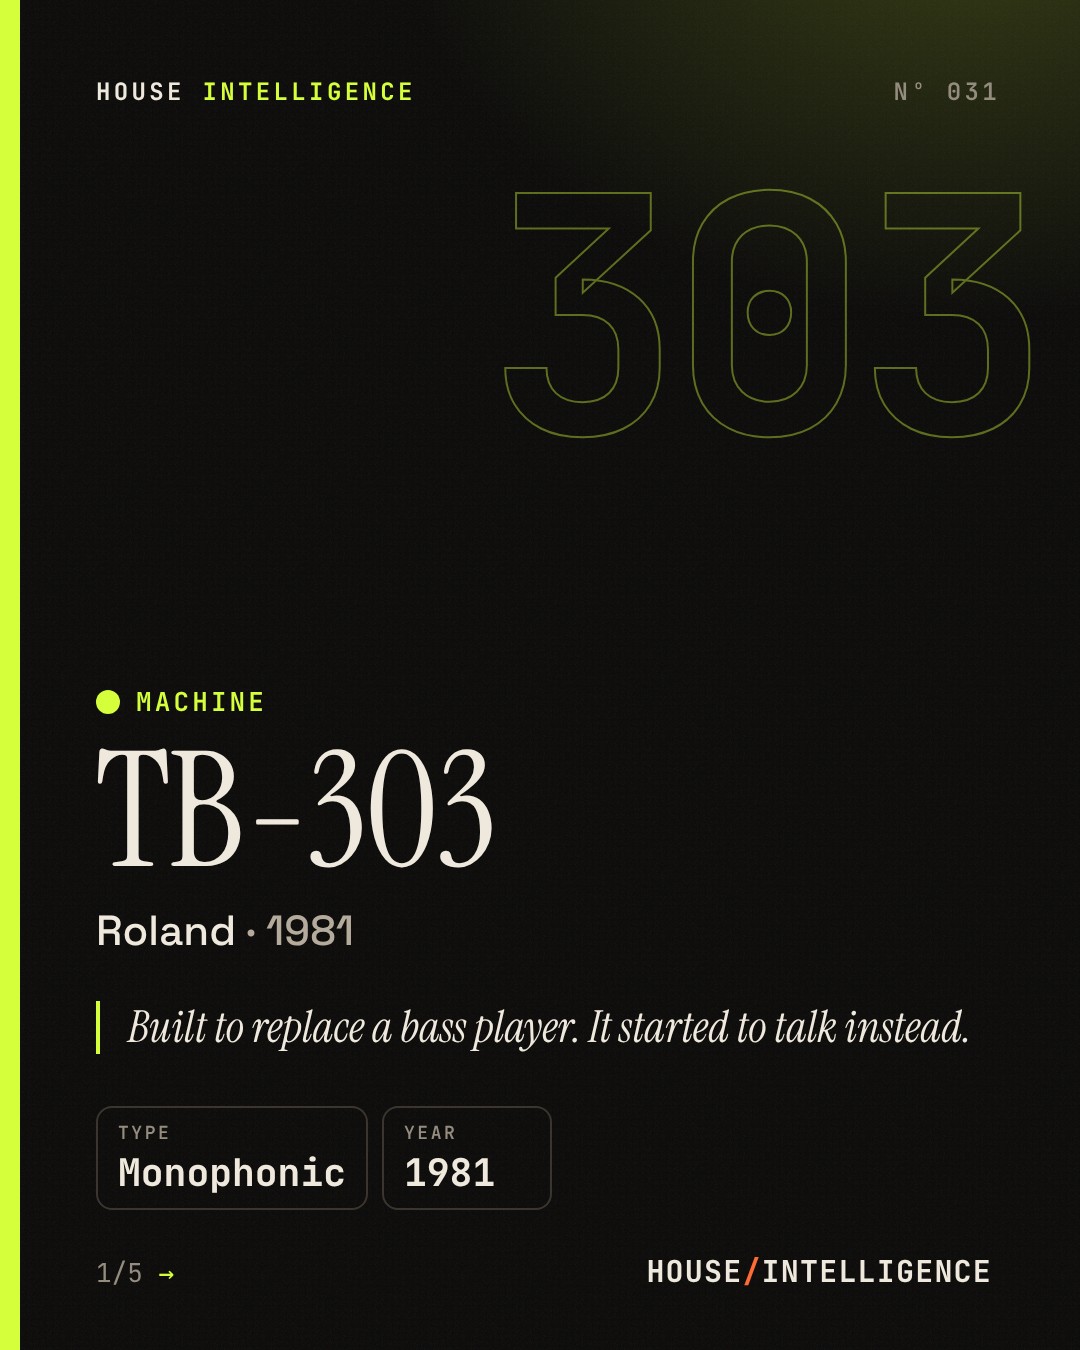 HOUSE INTELLIGENCE
N° 031
303
MACHINE
TB-303
Roland · 1981
Built to replace a bass player. It started to talk instead.
TYPE
Monophonic
YEAR
1981
1/5 →
HOUSE/INTELLIGENCE